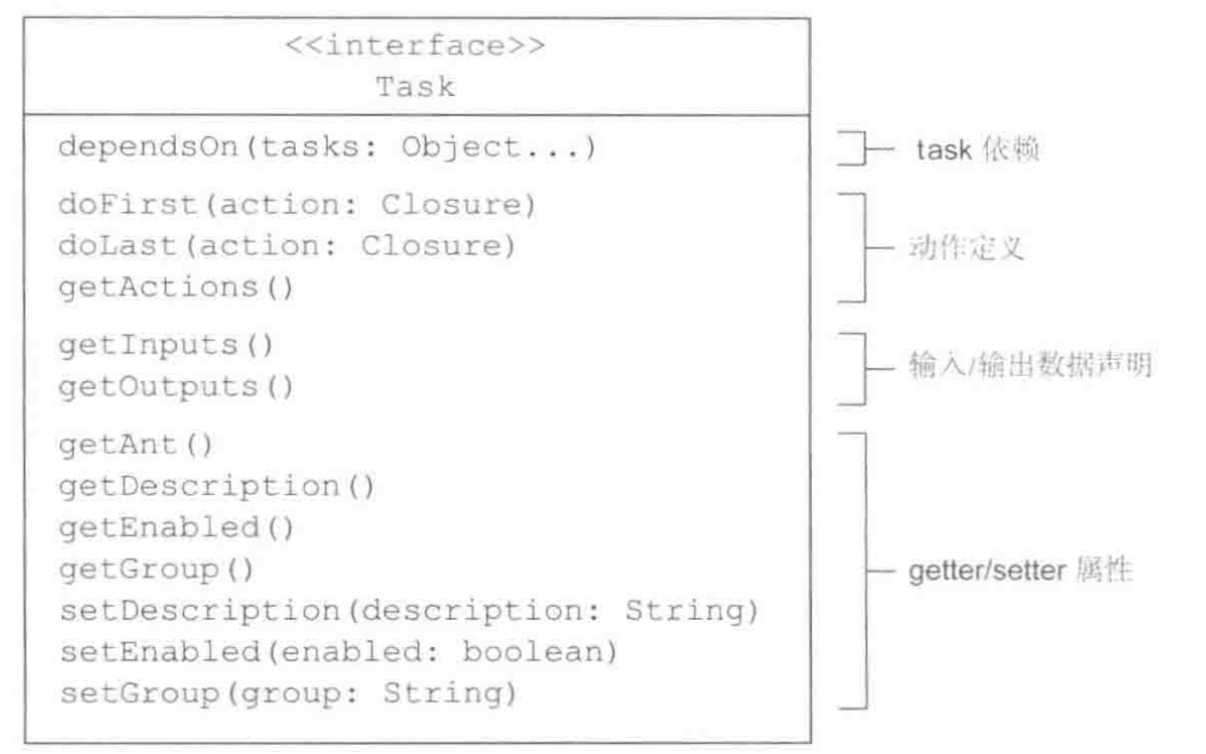 <<interface>>
Task
dependsOn(tasks: Object...)
task 依赖
doFirst(action: Closure)
doLast(action: Closure)
getActions()
动作定义
getInputs()
getOutputs()
输入/输出数据声明
getAnt()
getDescription()
getEnabled()
getGroup()
setDescription(description: String)
setEnabled(enabled: boolean)
setGroup(group: String)
getter/setter 属性